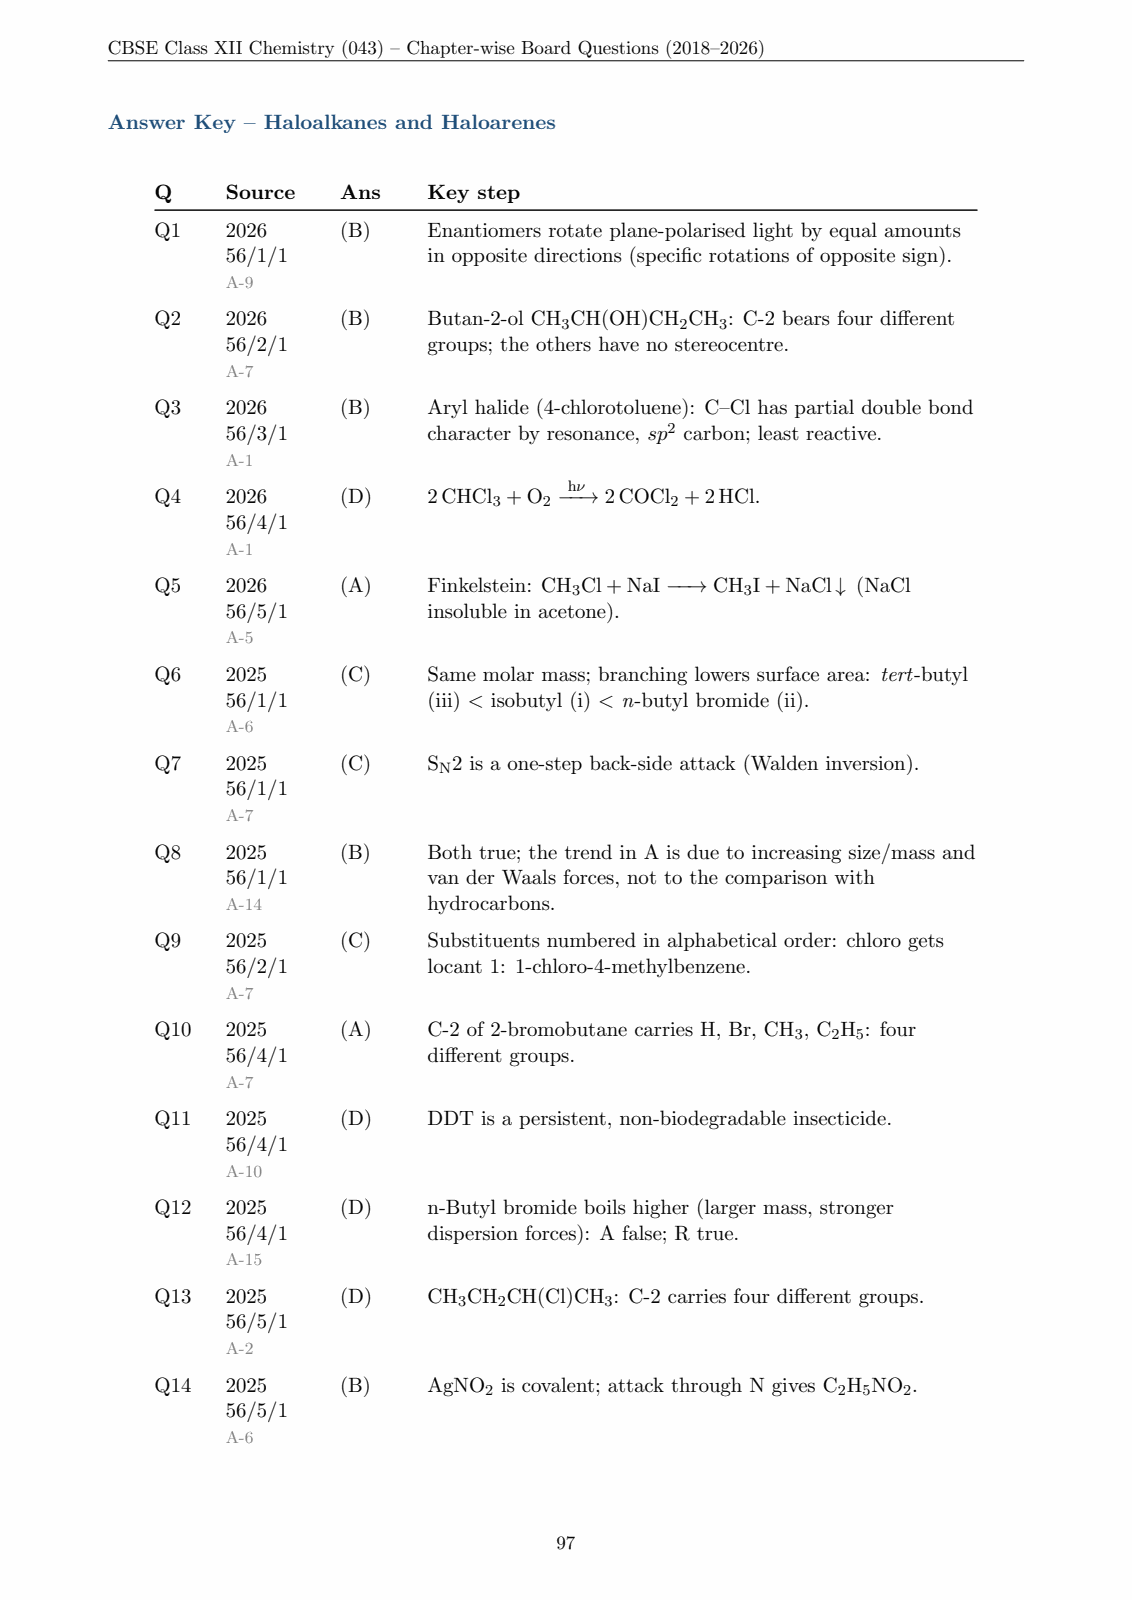 CBSE Class XII Chemistry (043) – Chapter-wise Board Questions (2018–2026)
Answer Key – Haloalkanes and Haloarenes
Q Source Ans Key step
Q1 2026 (B) Enantiomers rotate plane-polarised light by equal amounts
56/1/1 in opposite directions (specific rotations of opposite sign).
A-9
Q2 2026 (B) Butan-2-ol CH₃CH(OH)CH₂CH₃: C-2 bears four different
56/2/1 groups; the others have no stereocentre.
A-7
Q3 2026 (B) Aryl halide (4-chlorotoluene): C–Cl has partial double bond
56/3/1 character by resonance, sp² carbon; least reactive.
A-1
Q4 2026 (D) 2 CHCl₃ + O₂ —hν→ 2 COCl₂ + 2 HCl.
56/4/1
A-1
Q5 2026 (A) Finkelstein: CH₃Cl + NaI ⟶ CH₃I + NaCl↓ (NaCl
56/5/1 insoluble in acetone).
A-5
Q6 2025 (C) Same molar mass; branching lowers surface area: tert-butyl
56/1/1 (iii) < isobutyl (i) < n-butyl bromide (ii).
A-6
Q7 2025 (C) S_N2 is a one-step back-side attack (Walden inversion).
56/1/1
A-7
Q8 2025 (B) Both true; the trend in A is due to increasing size/mass and
56/1/1 van der Waals forces, not to the comparison with
A-14 hydrocarbons.
Q9 2025 (C) Substituents numbered in alphabetical order: chloro gets
56/2/1 locant 1: 1-chloro-4-methylbenzene.
A-7
Q10 2025 (A) C-2 of 2-bromobutane carries H, Br, CH₃, C₂H₅: four
56/4/1 different groups.
A-7
Q11 2025 (D) DDT is a persistent, non-biodegradable insecticide.
56/4/1
A-10
Q12 2025 (D) n-Butyl bromide boils higher (larger mass, stronger
56/4/1 dispersion forces): A false; R true.
A-15
Q13 2025 (D) CH₃CH₂CH(Cl)CH₃: C-2 carries four different groups.
56/5/1
A-2
Q14 2025 (B) AgNO₂ is covalent; attack through N gives C₂H₅NO₂.
56/5/1
A-6
97